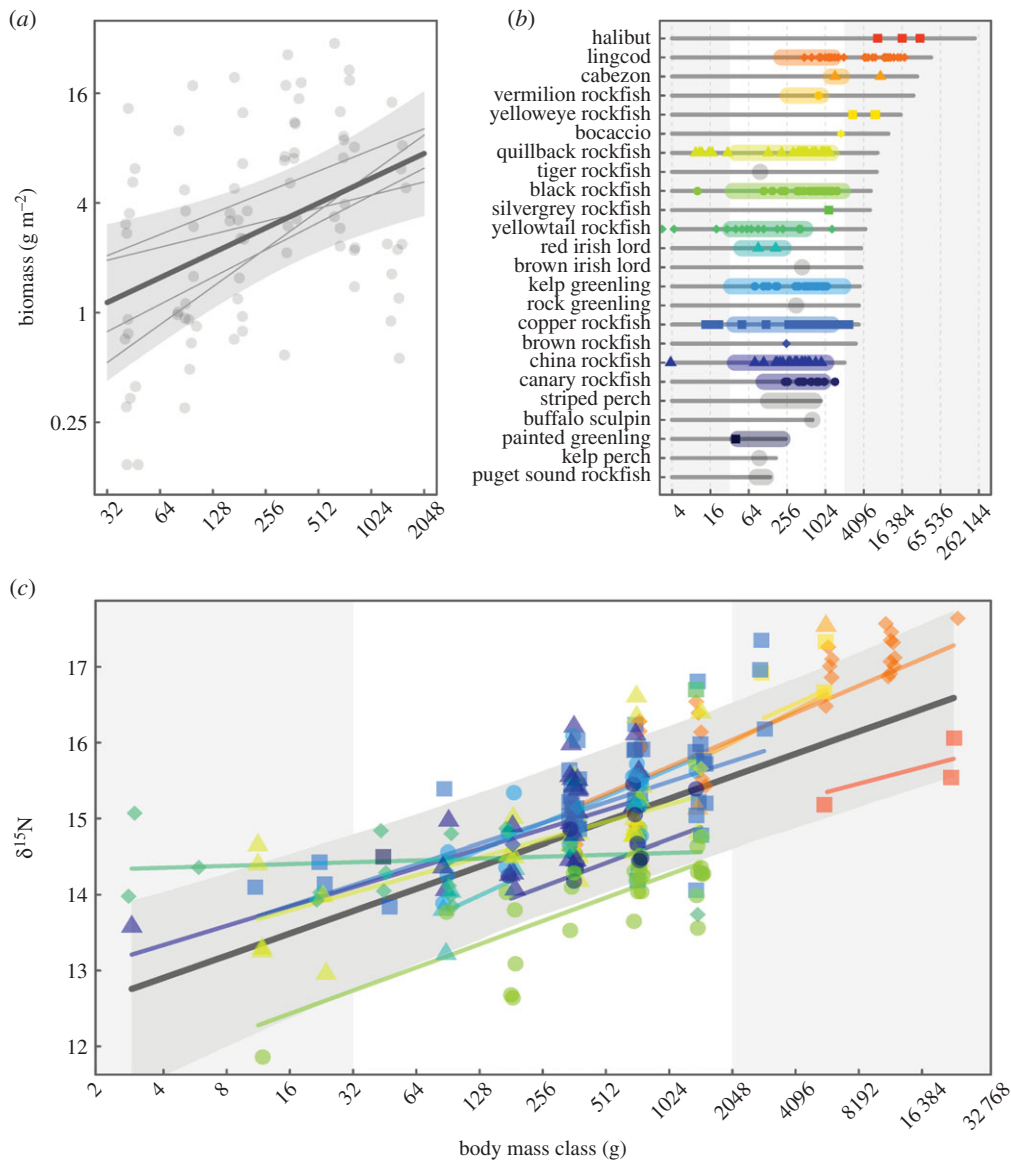 (a)
16
4
1
0.25
biomass (g m−2)
32
64
128
256
512
1024
2048
(b)
halibut
lingcod
cabezon
vermilion rockfish
yelloweye rockfish
bocaccio
quillback rockfish
tiger rockfish
black rockfish
silvergrey rockfish
yellowtail rockfish
red irish lord
brown irish lord
kelp greenling
rock greenling
copper rockfish
brown rockfish
china rockfish
canary rockfish
striped perch
buffalo sculpin
painted greenling
kelp perch
puget sound rockfish
4
16
64
256
1024
4096
16 384
65 536
262 144
(c)
17
16
15
14
13
12
δ15N
2
4
8
16
32
64
128
256
512
1024
2048
4096
8192
16 384
32 768
body mass class (g)